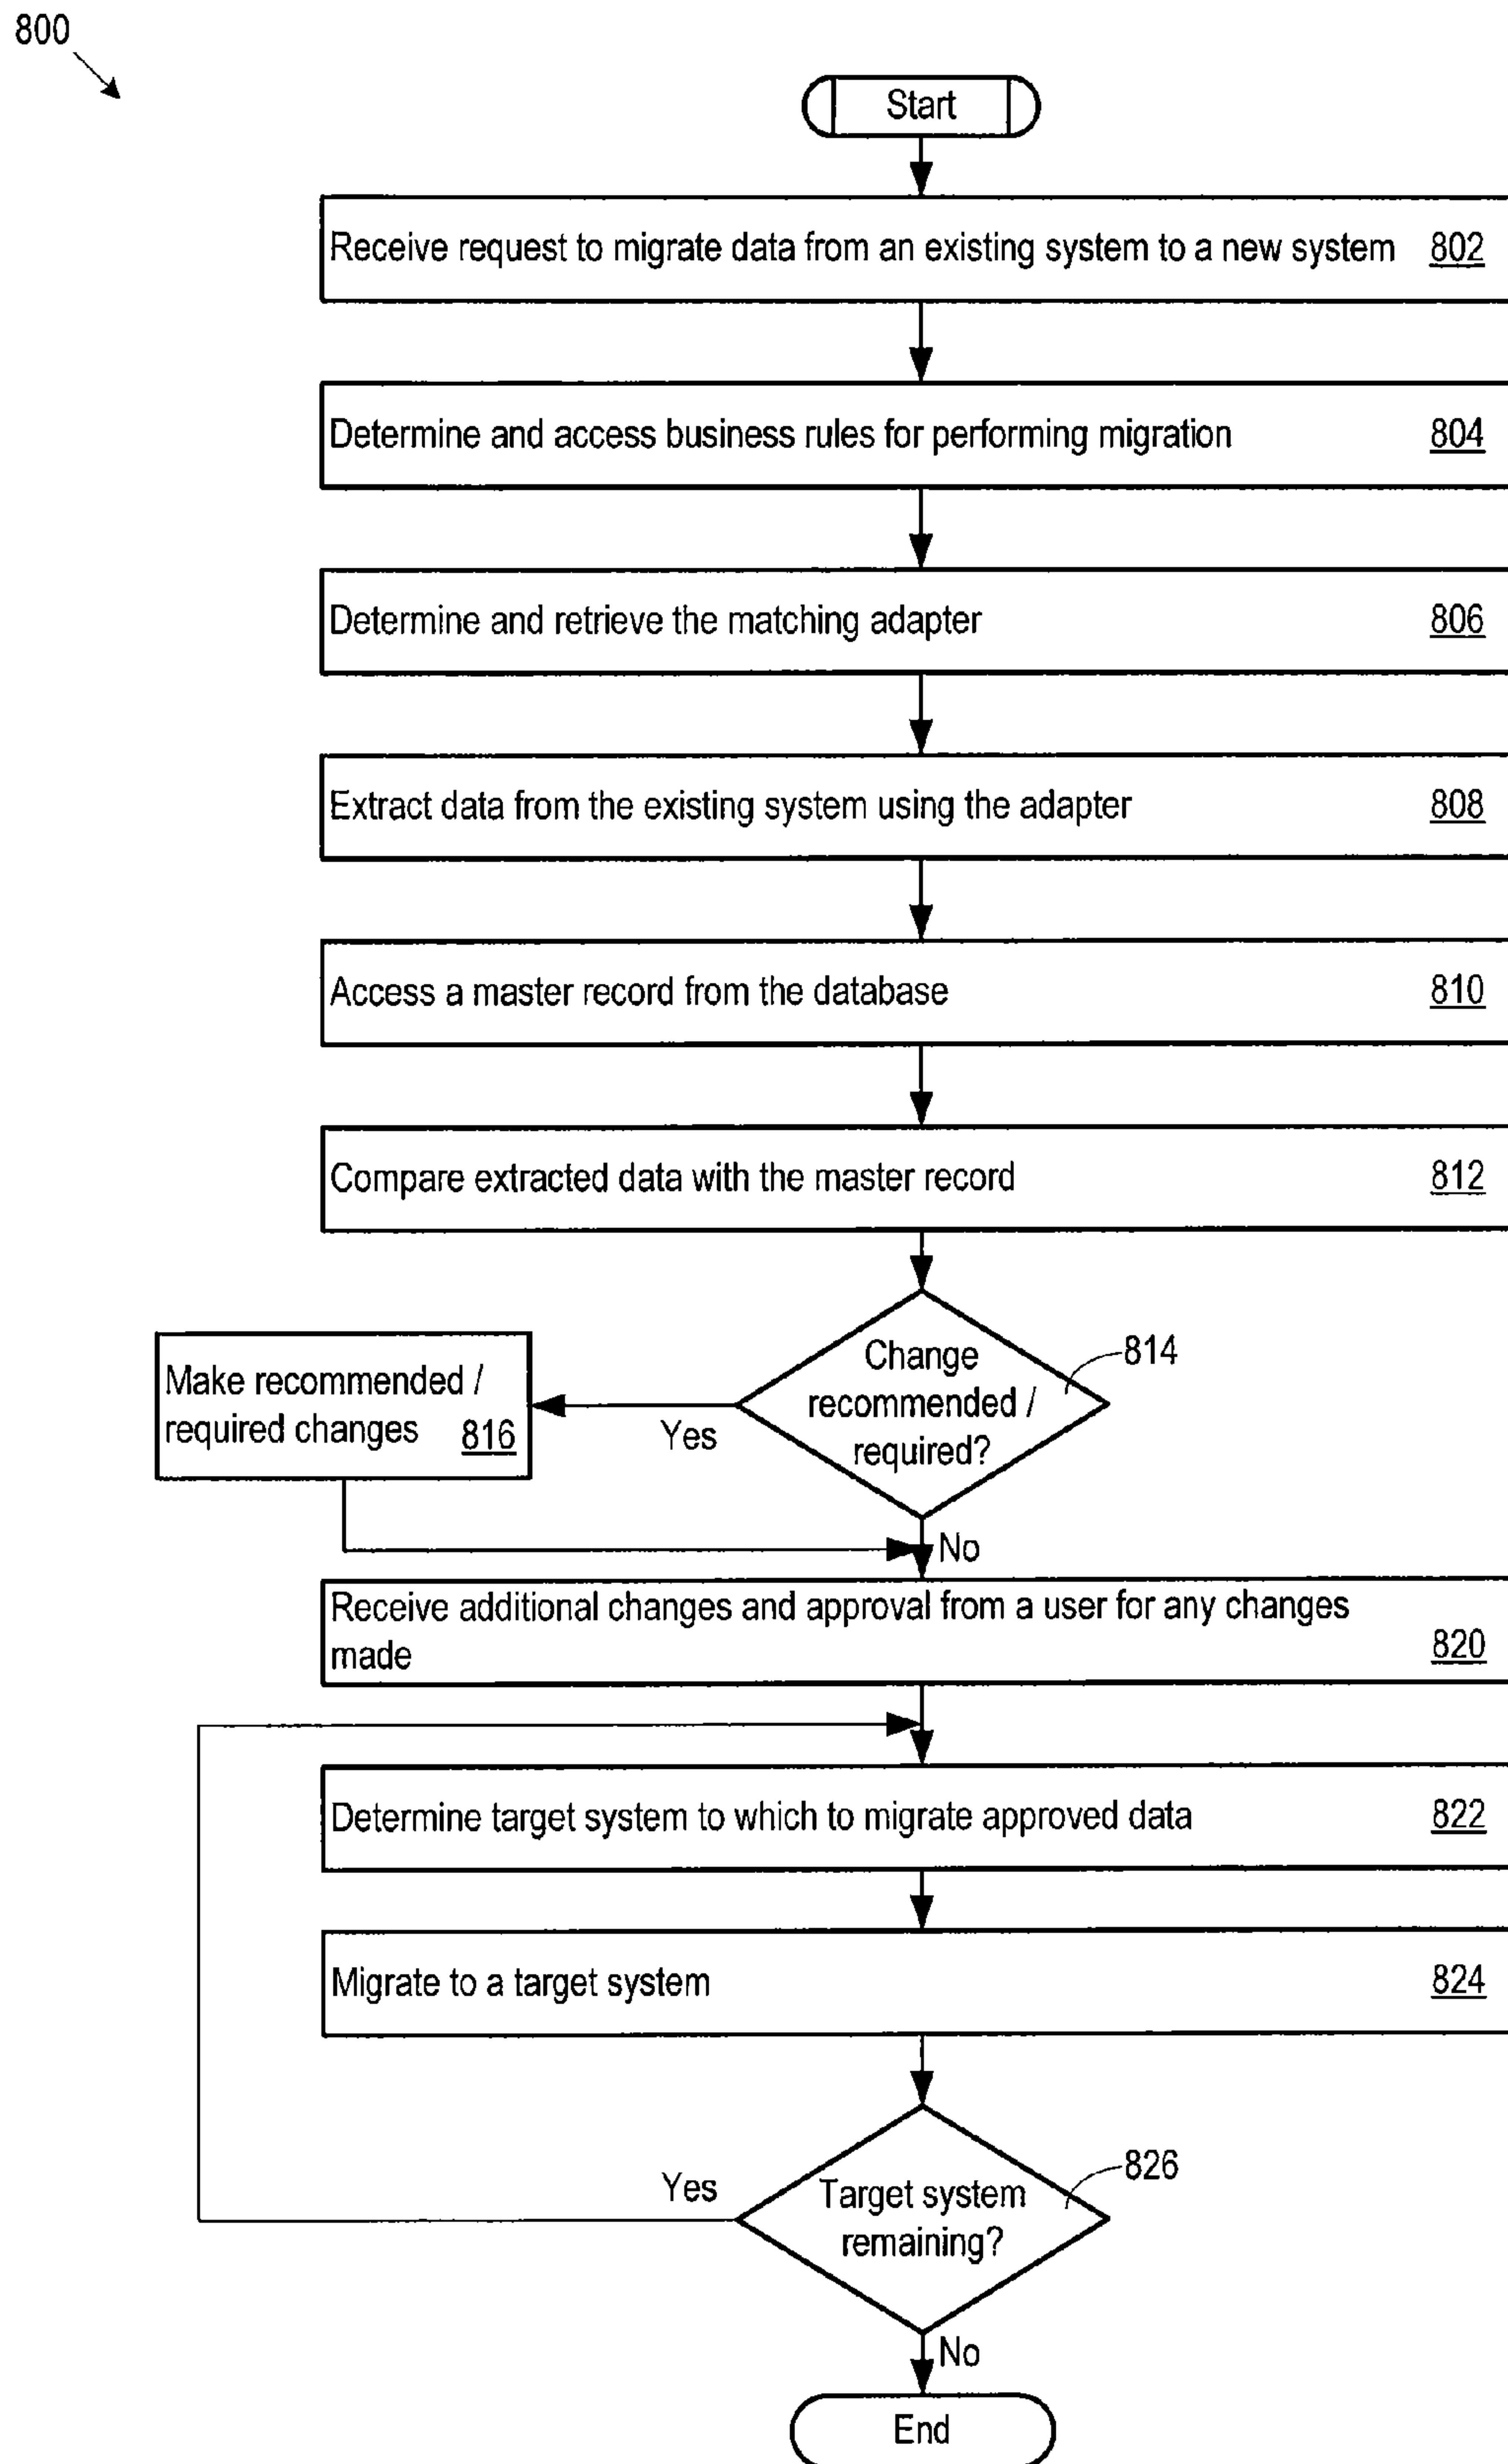 800
Start
Receive request to migrate data from an existing system to a new system 802
Determine and access business rules for performing migration 804
Determine and retrieve the matching adapter 806
Extract data from the existing system using the adapter 808
Access a master record from the database 810
Compare extracted data with the master record 812
Change
recommended /
required?
814
Yes
Make recommended /
required changes 816
No
Receive additional changes and approval from a user for any changes
made 820
Determine target system to which to migrate approved data 822
Migrate to a target system 824
Target system
remaining?
826
Yes
No
End